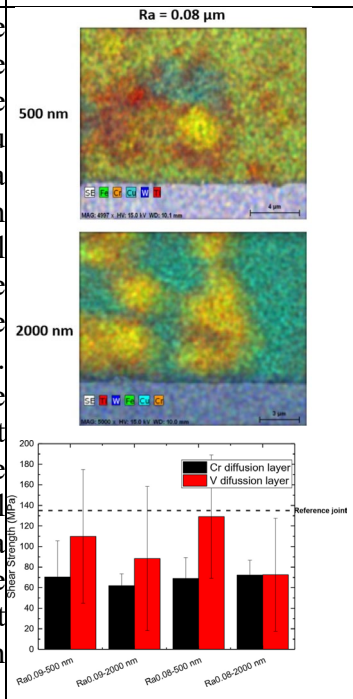 Ra = 0.08 μm
500 nm
SE Fe Cr Cu W Ti
4 μm
MAG: 4997 x HV: 15.0 kV WD: 10.1 mm
2000 nm
SE Ti W Fe Cu Cr
3 μm
HV: 15.0 kV WD: 10.0 mm
200
180
160
140
120
100
80
60
40
20
0
Shear Strength (MPa)
Cr diffusion layer
V difussion layer
Reference joint
Ra0.09-500 nm
Ra0.09-2000 nm
Ra0.08-500 nm
Ra0.08-2000 nm